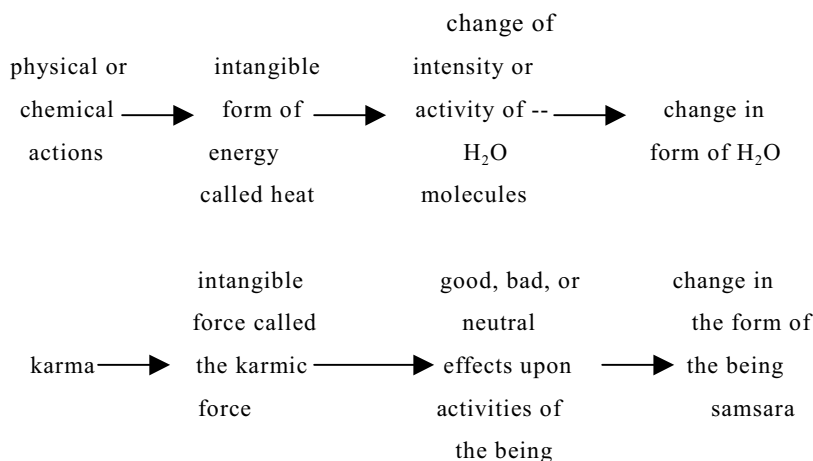 change of
physical or intangible intensity or
chemical form of activity of -- change in
actions energy H₂O form of H₂O
called heat molecules
intangible good, bad, or change in
force called neutral the form of
karma the karmic effects upon the being
force activities of samsara
the being